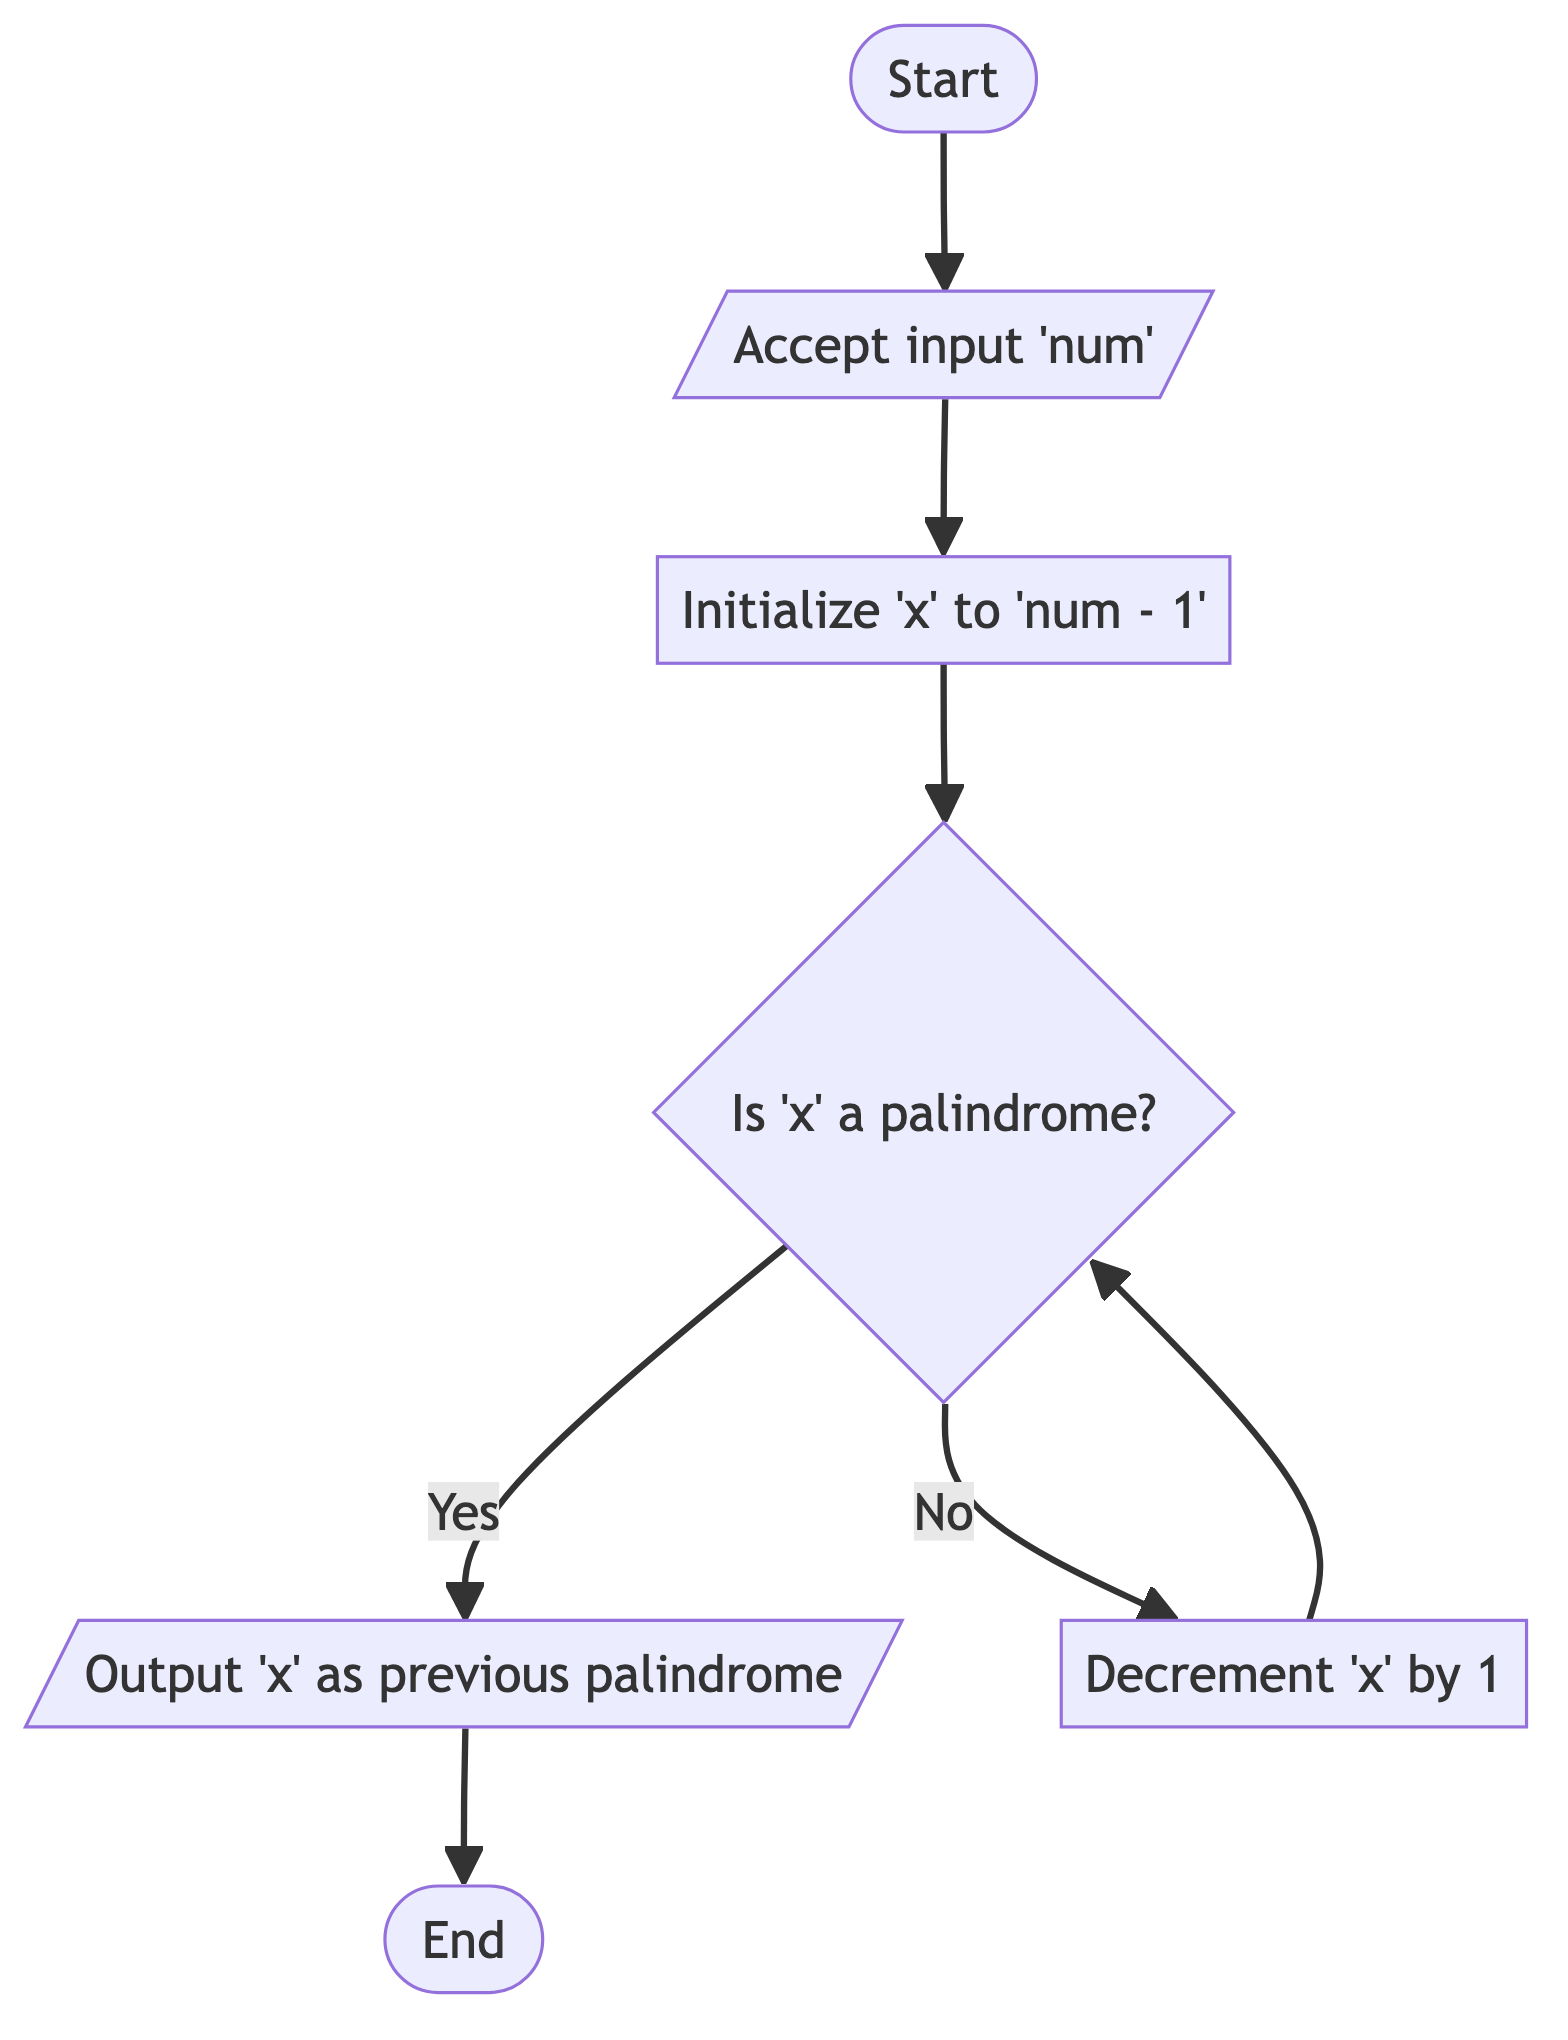 Start
Accept input 'num'
Initialize 'x' to 'num - 1'
Is 'x' a palindrome?
Yes
No
Output 'x' as previous palindrome
Decrement 'x' by 1
End